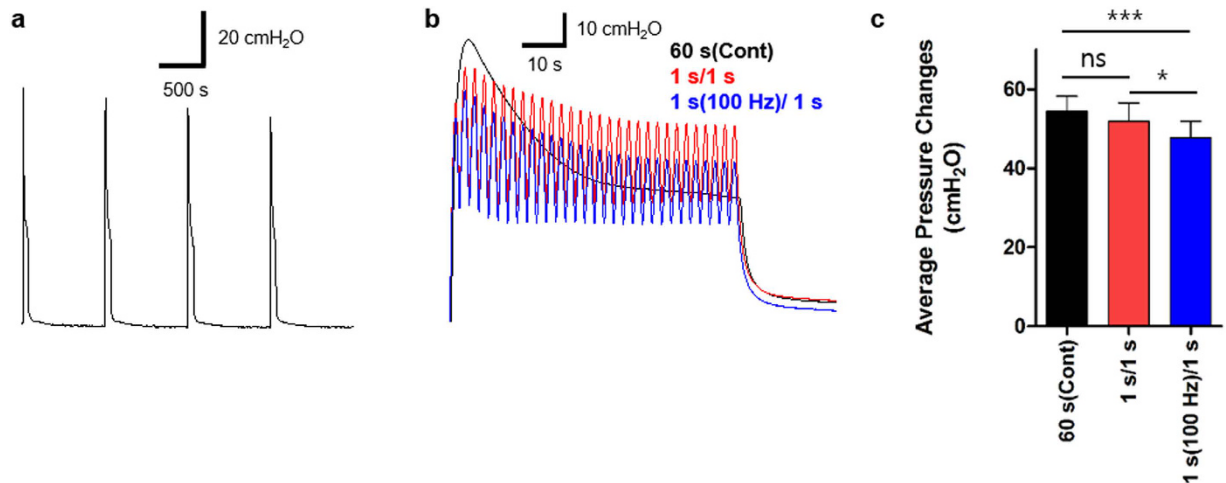 a
20 cmH₂O
500 s
b
10 cmH₂O
10 s
60 s(Cont)
1 s/1 s
1 s(100 Hz)/ 1 s
c
***
ns
*
Average Pressure Changes
(cmH₂O)
60
40
20
0
60 s(Cont)
1 s/1 s
1 s(100 Hz)/1 s